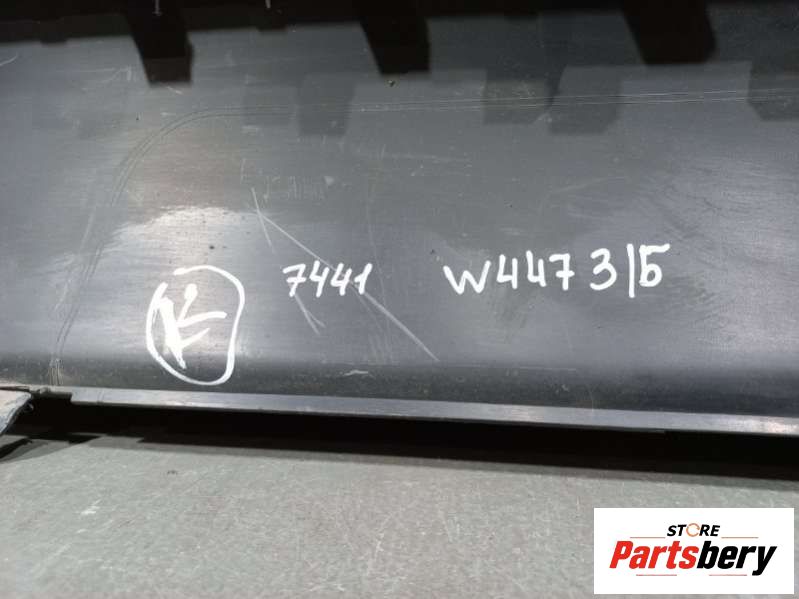 K
7441 W447 3/Б
STORE
Partsbery